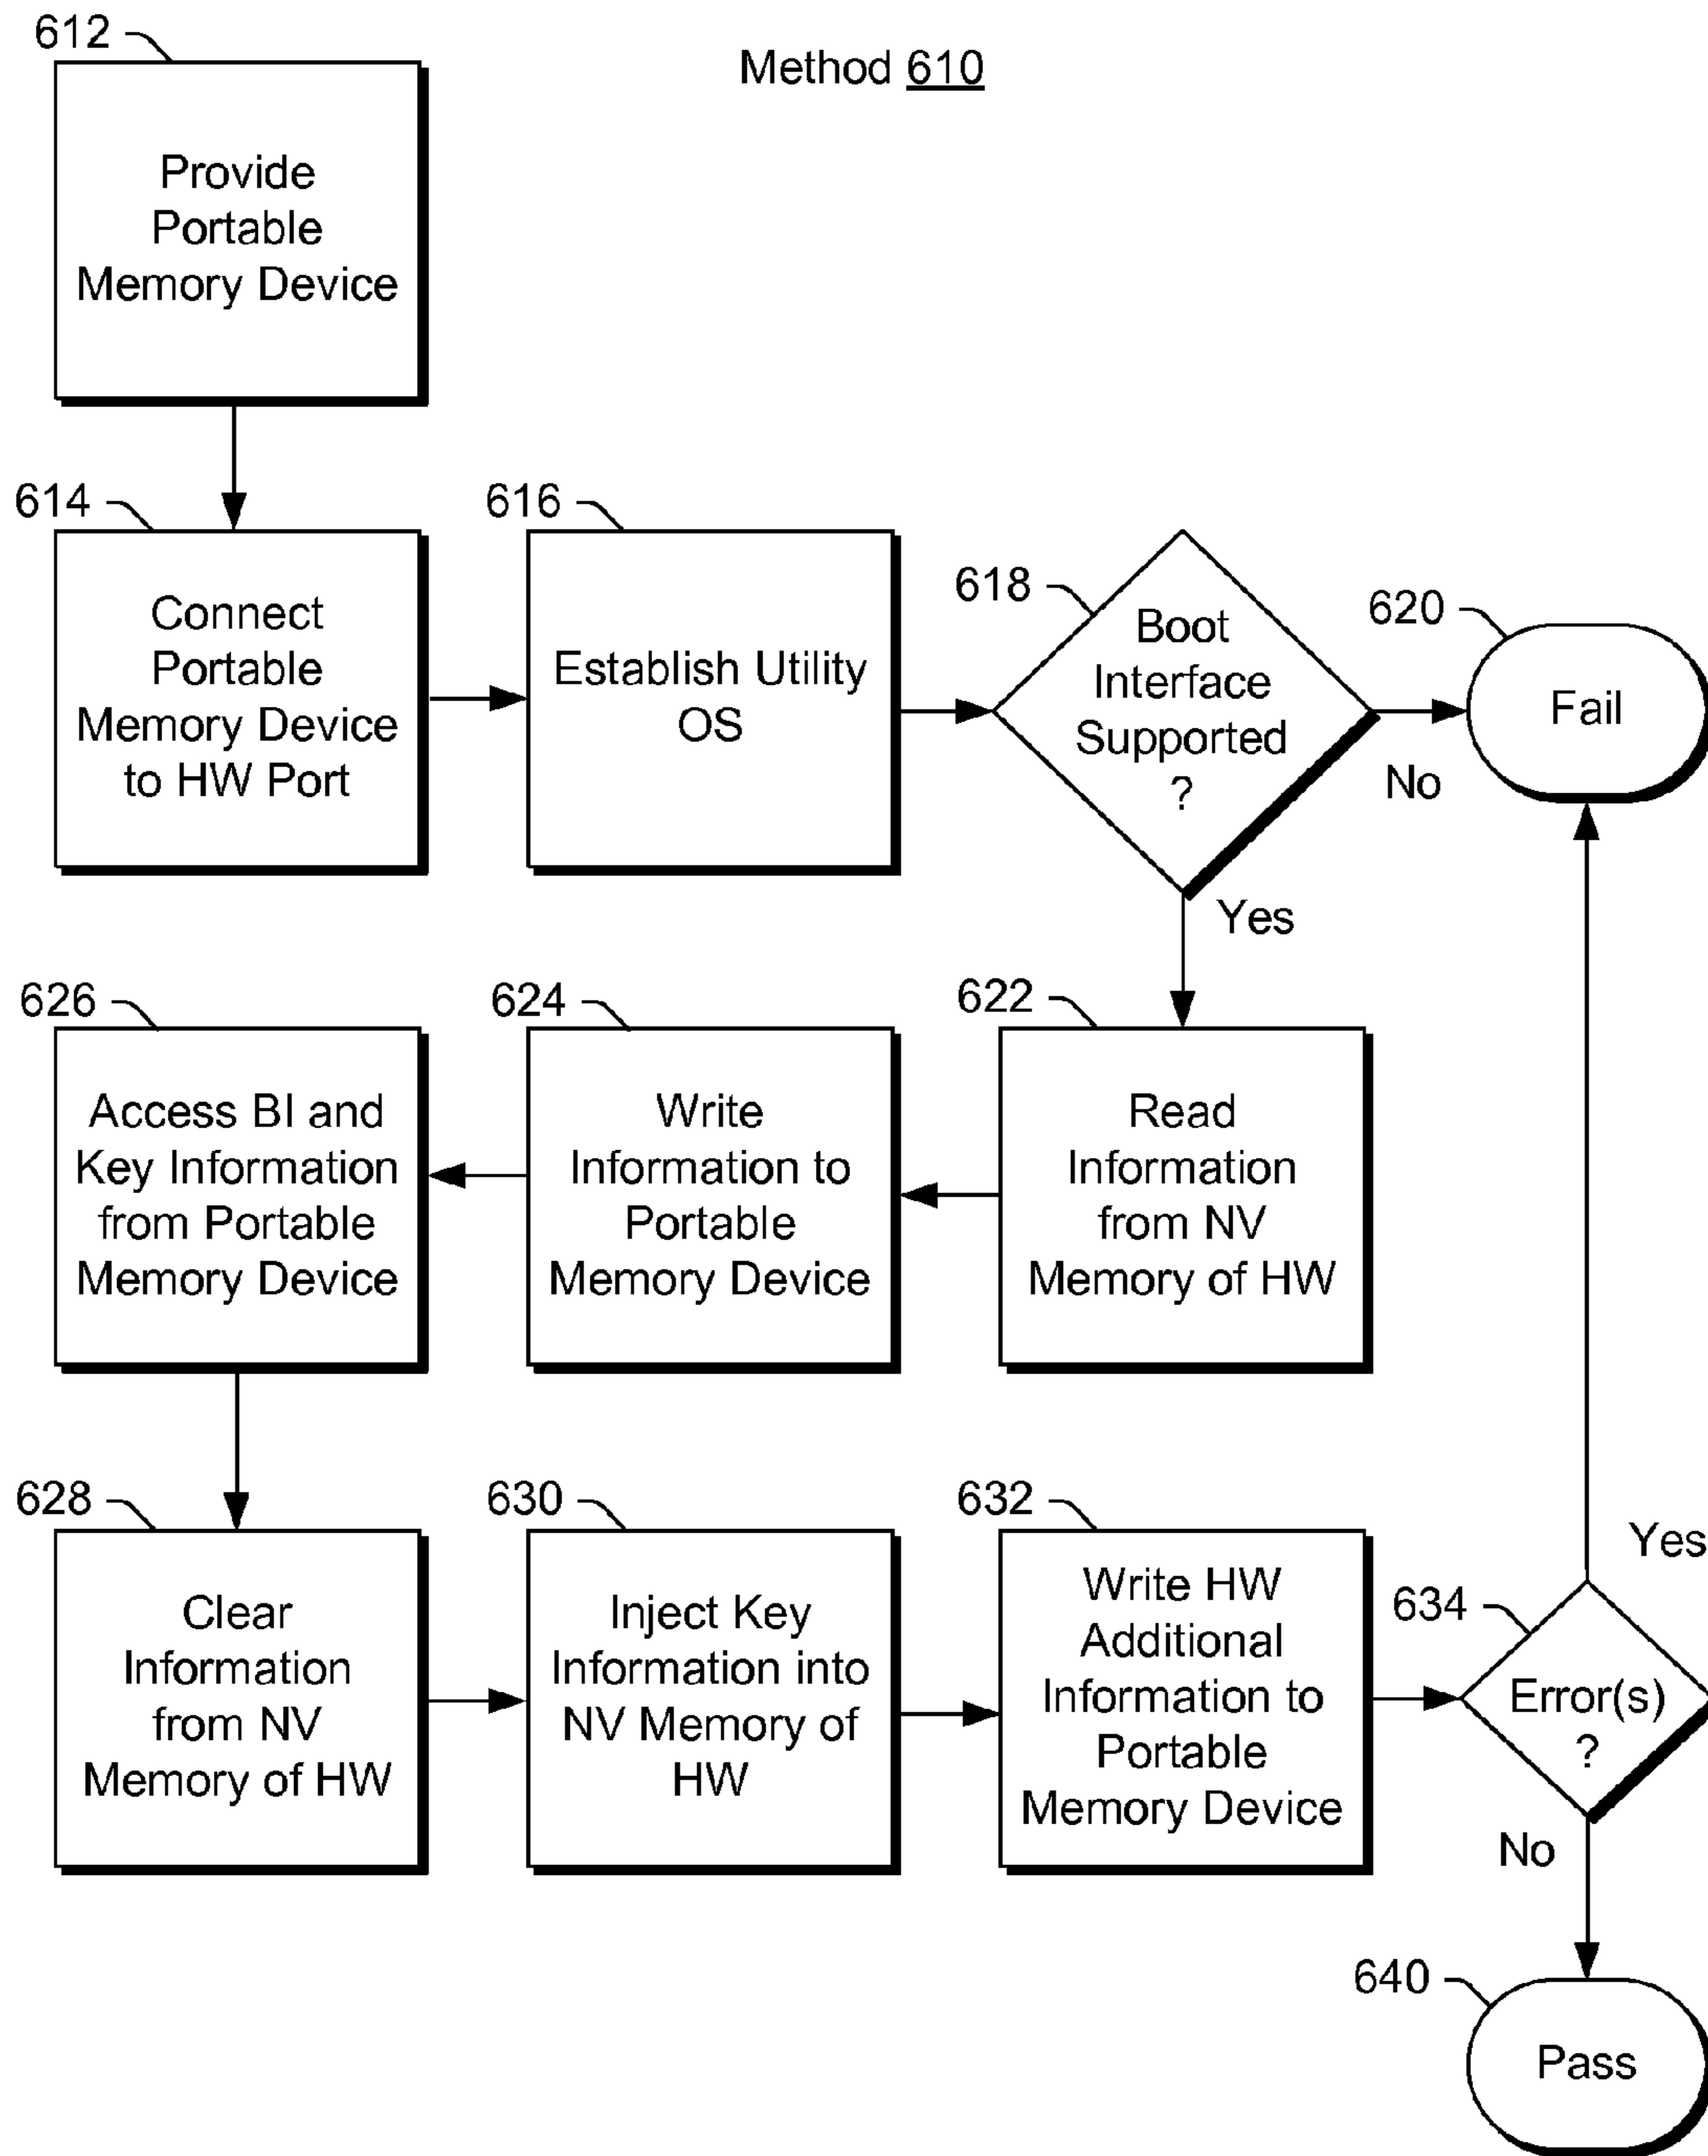 612
Method 610
Provide
Portable
Memory Device
614
Connect
Portable
Memory Device
to HW Port
616
Establish Utility
OS
618
Boot
Interface
Supported
?
620
Fail
No
Yes
626
Access BI and
Key Information
from Portable
Memory Device
624
Write
Information to
Portable
Memory Device
622
Read
Information
from NV
Memory of HW
628
Clear
Information
from NV
Memory of HW
630
Inject Key
Information into
NV Memory of
HW
632
Write HW
Additional
Information to
Portable
Memory Device
Yes
634
Error(s)
?
No
640
Pass